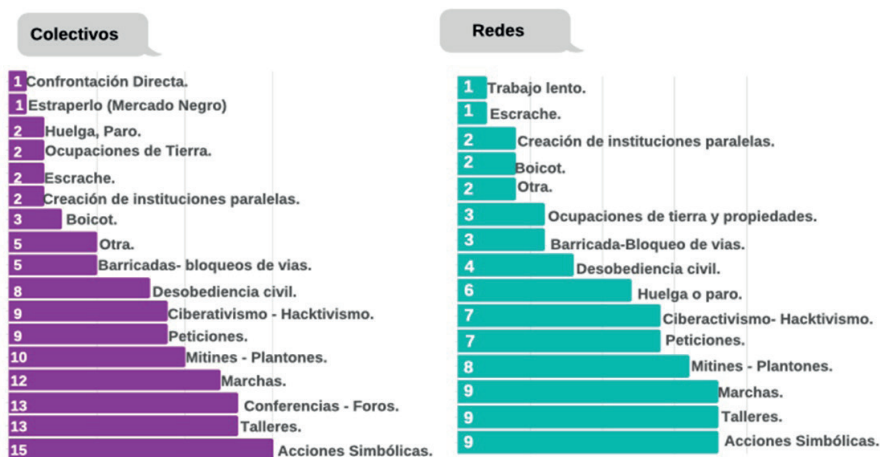 Colectivos
1 Confrontación Directa.
1 Estraperlo (Mercado Negro)
2 Huelga, Paro.
2 Ocupaciones de Tierra.
2 Escrache.
2 Creación de instituciones paralelas.
3 Boicot.
5 Otra.
5 Barricadas- bloqueos de vias.
8 Desobediencia civil.
9 Ciberativismo - Hacktivismo.
9 Peticiones.
10 Mitines - Plantones.
12 Marchas.
13 Conferencias - Foros.
13 Talleres.
15 Acciones Simbólicas.
Redes
1 Trabajo lento.
1 Escrache.
2 Creación de instituciones paralelas.
2 Boicot.
2 Otra.
3 Ocupaciones de tierra y propiedades.
3 Barricada-Bloqueo de vias.
4 Desobediencia civil.
6 Huelga o paro.
7 Ciberactivismo- Hacktivismo.
7 Peticiones.
8 Mitines - Plantones.
9 Marchas.
9 Talleres.
9 Acciones Simbólicas.